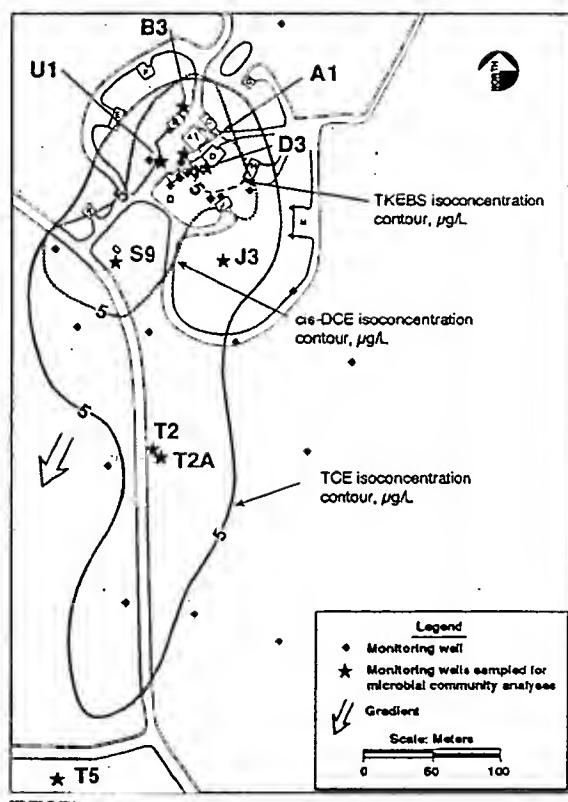 B3
U1
A1
NORTH
D3
5
TKEBS isoconcentration
contour, µg/L
S9
J3
5
cis-DCE isoconcentration
contour, µg/L
5
T2
T2A
TCE isoconcentration
contour, µg/L
5
Legend
Monitoring well
Monitoring wells sampled for
microbial community analyses
Gradient
Scale: Meters
0 50 100
T5